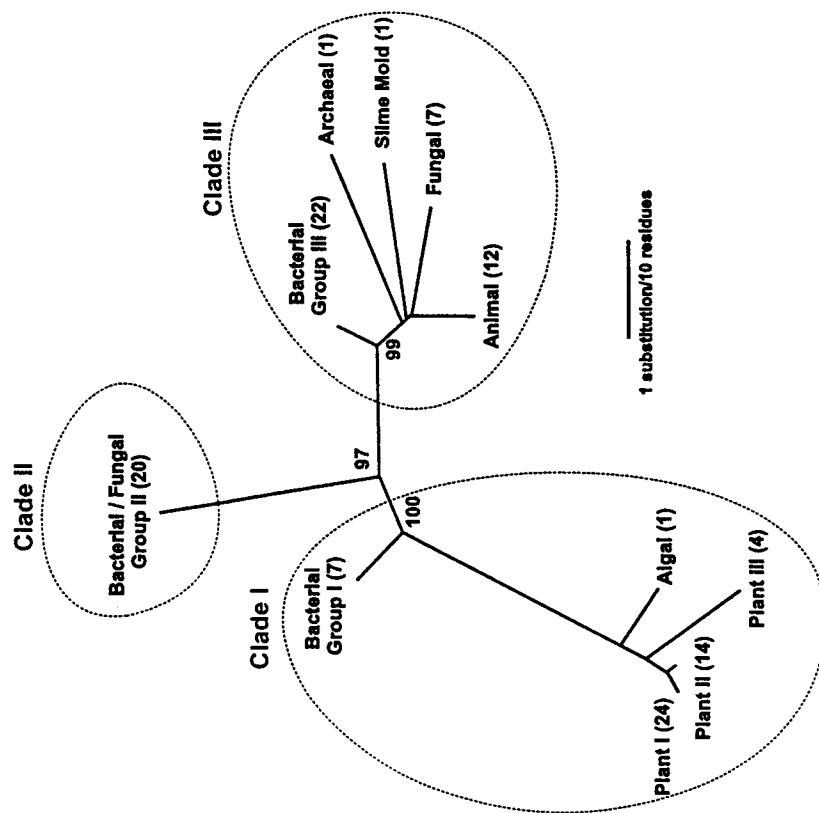 Clade II
Bacterial / Fungal
Group II (20)
Clade III
Bacterial
Group III (22)
Archaeal (1)
Slime Mold (1)
Fungal (7)
Animal (12)
99
97
100
Clade I
Bacterial
Group I (7)
Algal (1)
Plant III (4)
Plant II (14)
Plant I (24)
1 substitution/10 residues